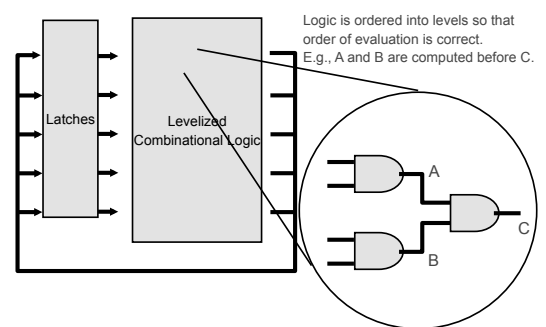 Logic is ordered into levels so that
order of evaluation is correct.
E.g., A and B are computed before C.
Latches
Levelized
Combinational Logic
A
B
C